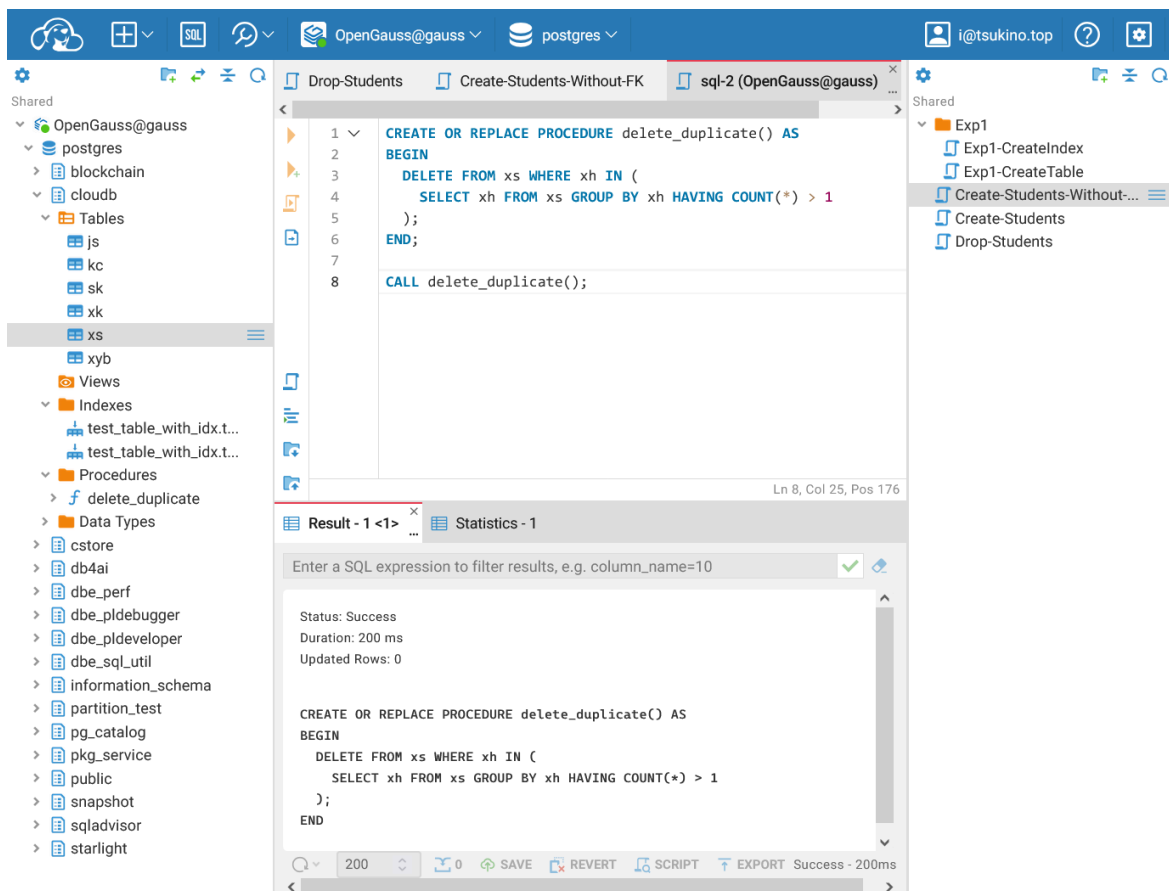 SQL
OpenGauss@gauss
postgres
i@tsukino.top
Shared
OpenGauss@gauss
postgres
blockchain
cloudb
Tables
js
kc
sk
xk
xs
xyb
Views
Indexes
test_table_with_idx.t...
test_table_with_idx.t...
Procedures
delete_duplicate
Data Types
cstore
db4ai
dbe_perf
dbe_pldebugger
dbe_pldeveloper
dbe_sql_util
information_schema
partition_test
pg_catalog
pkg_service
public
snapshot
sqladvisor
starlight
Drop-Students
Create-Students-Without-FK
sql-2 (OpenGauss@gauss)
1 CREATE OR REPLACE PROCEDURE delete_duplicate() AS
2 BEGIN
3 DELETE FROM xs WHERE xh IN (
4 SELECT xh FROM xs GROUP BY xh HAVING COUNT(*) > 1
5 );
6 END;
7
8 CALL delete_duplicate();
Ln 8, Col 25, Pos 176
Result - 1 <1>
Statistics - 1
Enter a SQL expression to filter results, e.g. column_name=10
Status: Success
Duration: 200 ms
Updated Rows: 0
CREATE OR REPLACE PROCEDURE delete_duplicate() AS
BEGIN
DELETE FROM xs WHERE xh IN (
SELECT xh FROM xs GROUP BY xh HAVING COUNT(*) > 1
);
END
200 0 SAVE REVERT SCRIPT EXPORT Success - 200ms
Shared
Exp1
Exp1-CreateIndex
Exp1-CreateTable
Create-Students-Without-...
Create-Students
Drop-Students